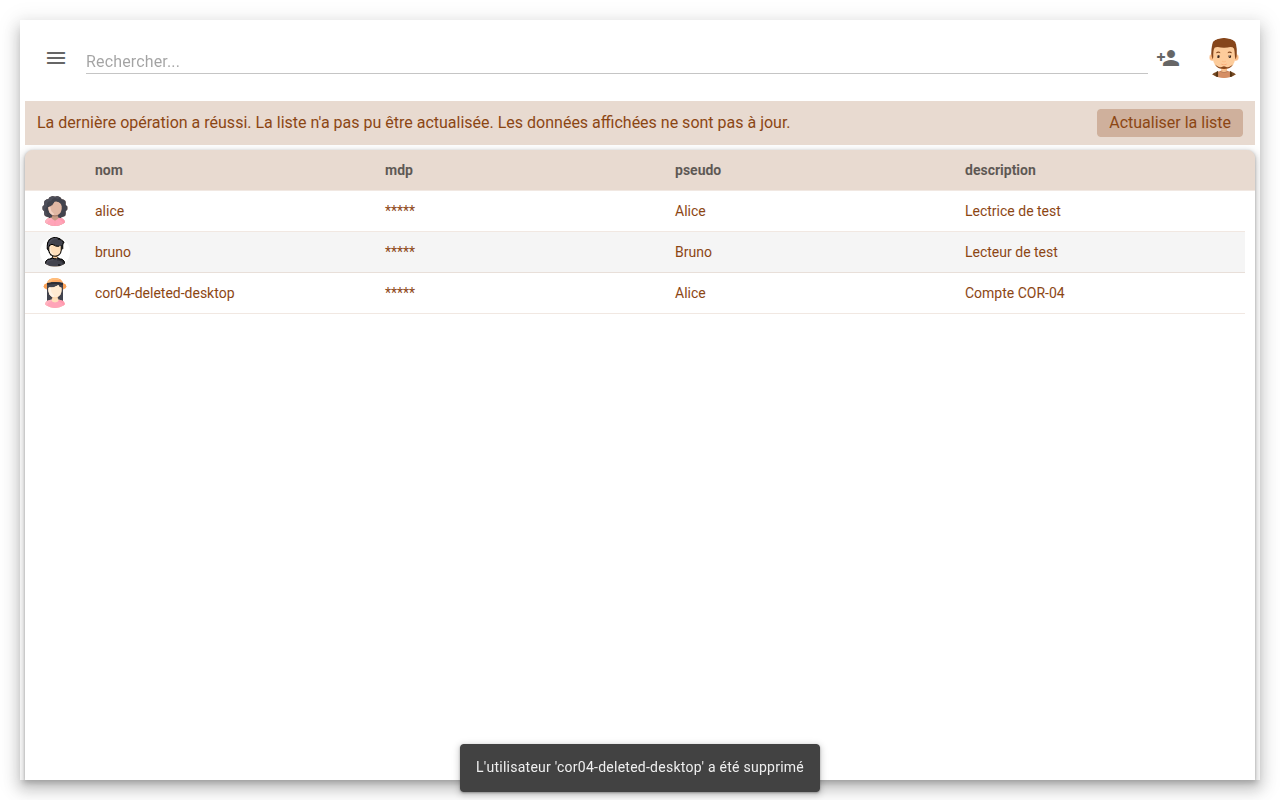 Rechercher...
La dernière opération a réussi. La liste n'a pas pu être actualisée. Les données affichées ne sont pas à jour. Actualiser la liste
nom mdp pseudo description
alice ***** Alice Lectrice de test
bruno ***** Bruno Lecteur de test
cor04-deleted-desktop ***** Alice Compte COR-04
L'utilisateur 'cor04-deleted-desktop' a été supprimé